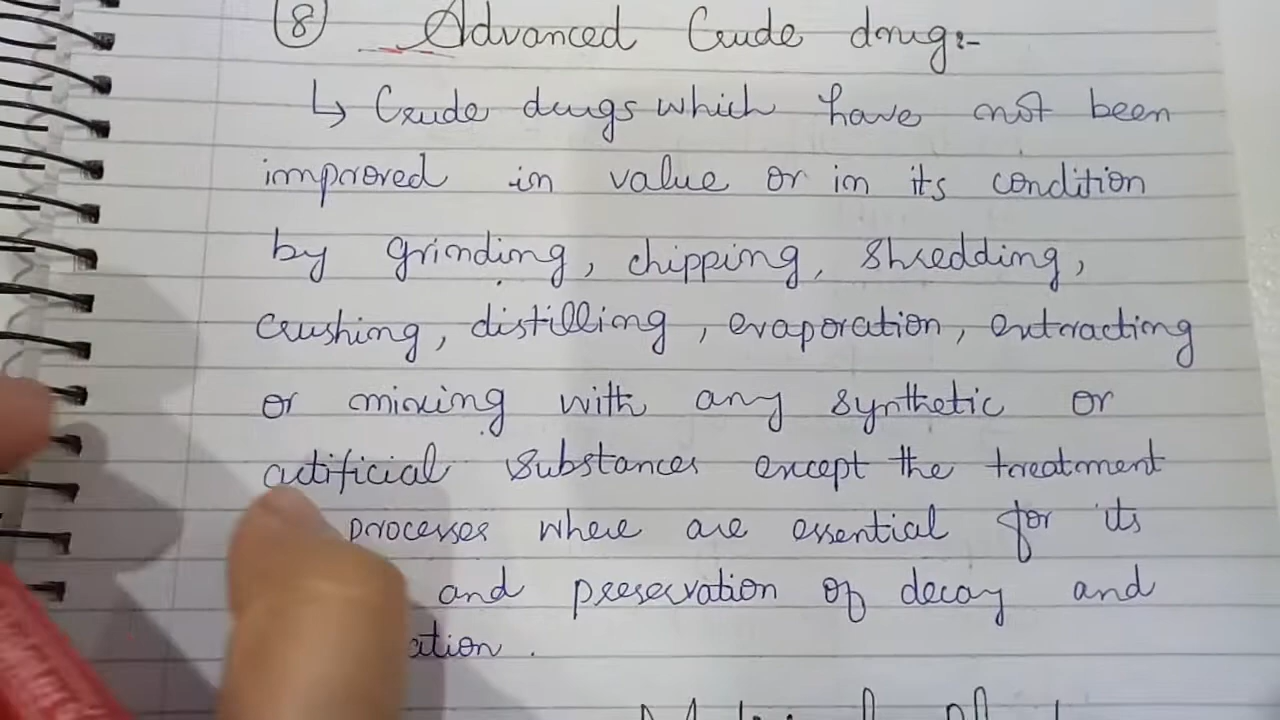 8 Advanced Crude drug:-
↳ Crude drugs which have not been
improved in value or in its condition
by grinding, chipping, shredding,
crushing, distilling, evaporation, extracting
or mixing with any synthetic or
artificial substances except the treatment
processes where are essential for its
and preservation of decay and
ation.